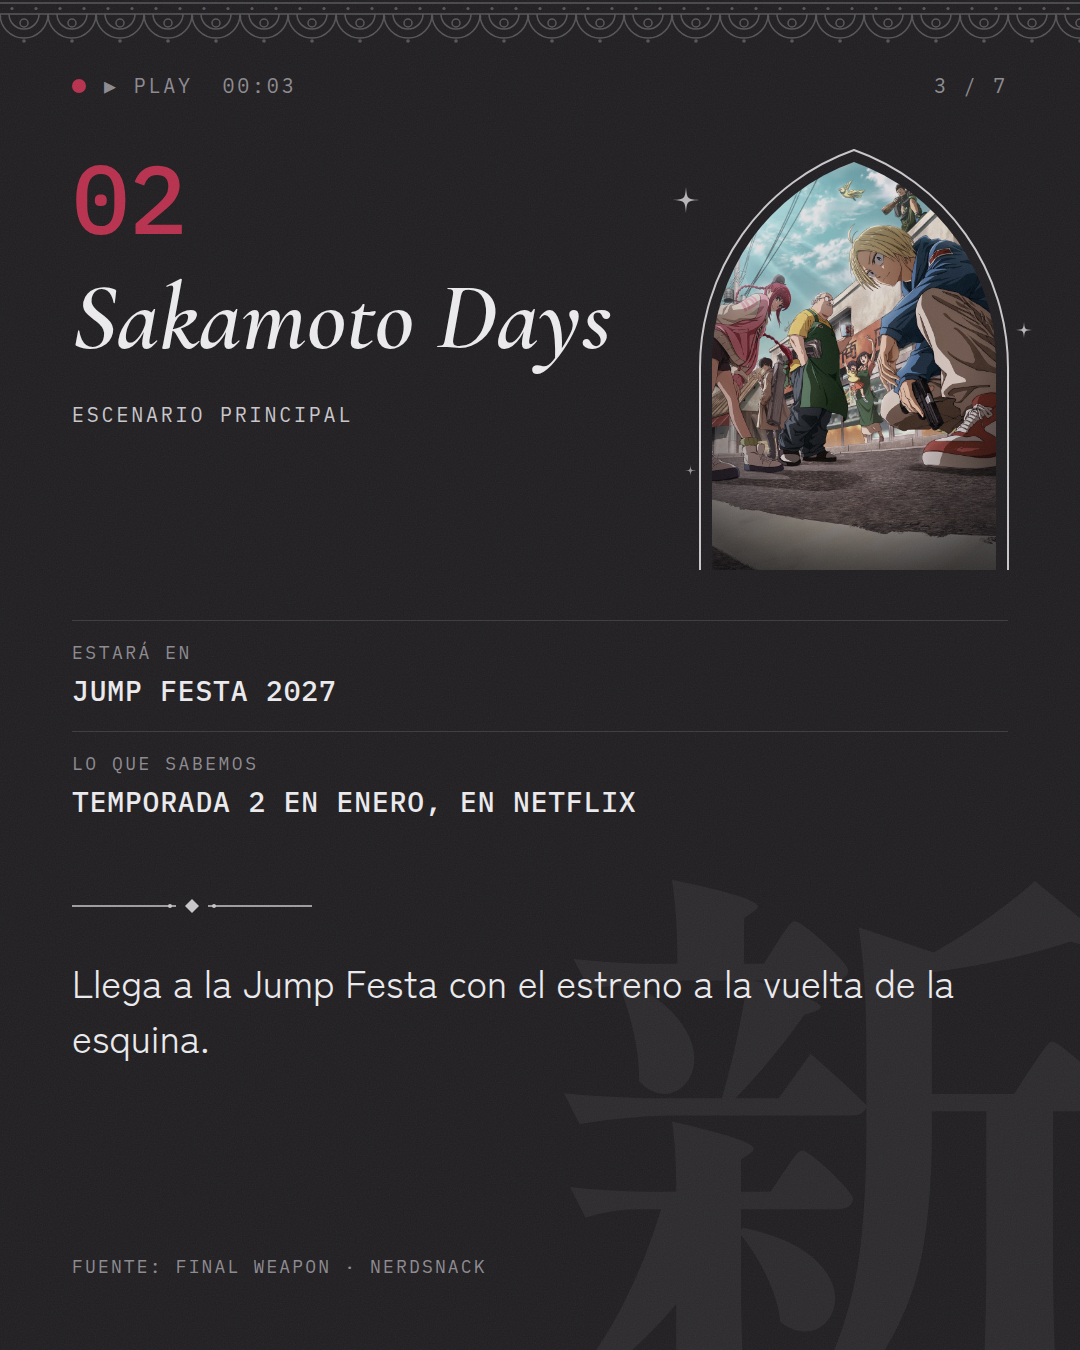 ▶ PLAY 00:03
3 / 7
02
Sakamoto Days
ESCENARIO PRINCIPAL
ESTARÁ EN
JUMP FESTA 2027
LO QUE SABEMOS
TEMPORADA 2 EN ENERO, EN NETFLIX
Llega a la Jump Festa con el estreno a la vuelta de la
esquina.
新
FUENTE: FINAL WEAPON · NERDSNACK